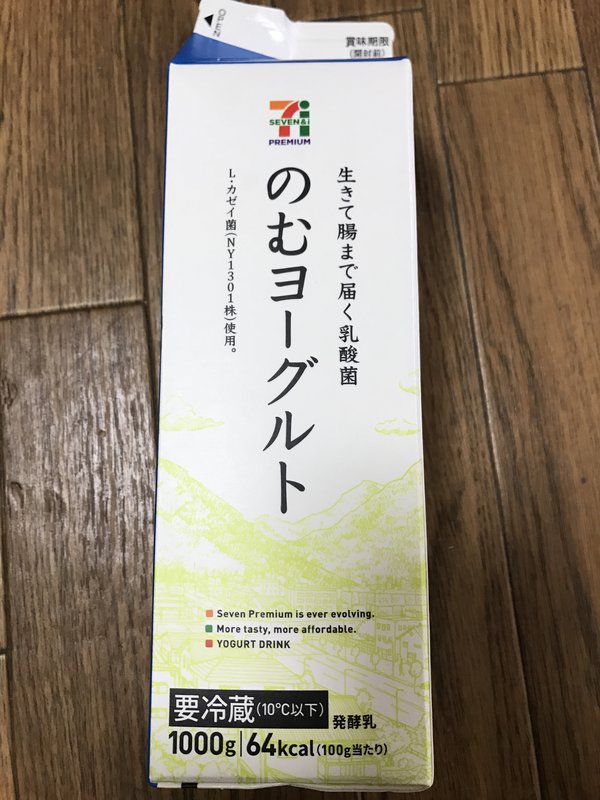 OPEN
賞味期限
(開封前)
7i
SEVEN&i
PREMIUM
生きて腸まで届く乳酸菌
のむヨーグルト
L・カゼイ菌(NY1301株)使用。
Seven Premium is ever evolving.
More tasty, more affordable.
YOGURT DRINK
要冷蔵(10℃以下)
発酵乳
1000g|64kcal(100g当たり)